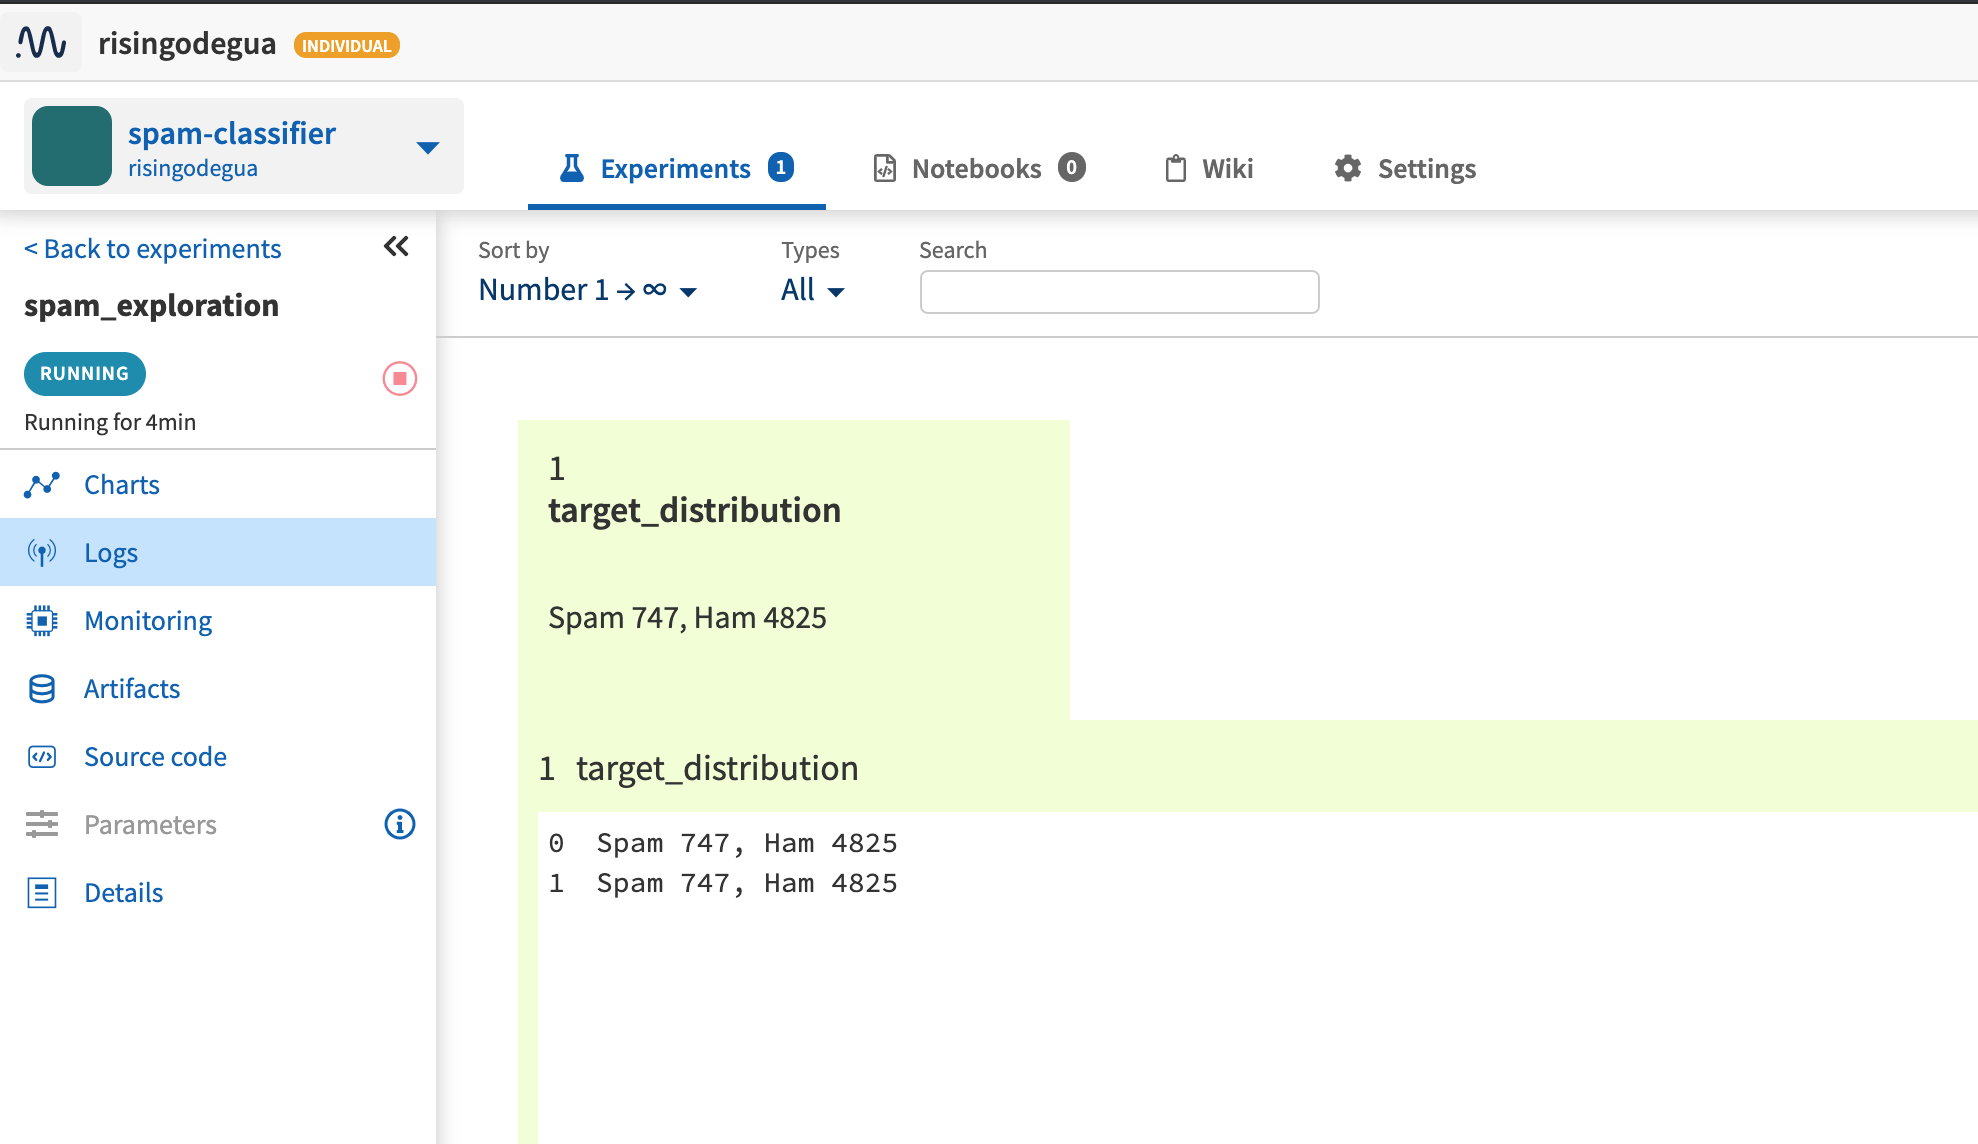 risingodegua INDIVIDUAL
spam-classifier
risingodegua
Experiments 1
Notebooks 0
Wiki
Settings
< Back to experiments
spam_exploration
RUNNING
Running for 4min
Charts
Logs
Monitoring
Artifacts
Source code
Parameters
Details
Sort by
Number 1 → ∞
Types
All
Search
1
target_distribution
Spam 747, Ham 4825
1 target_distribution
0 Spam 747, Ham 4825
1 Spam 747, Ham 4825